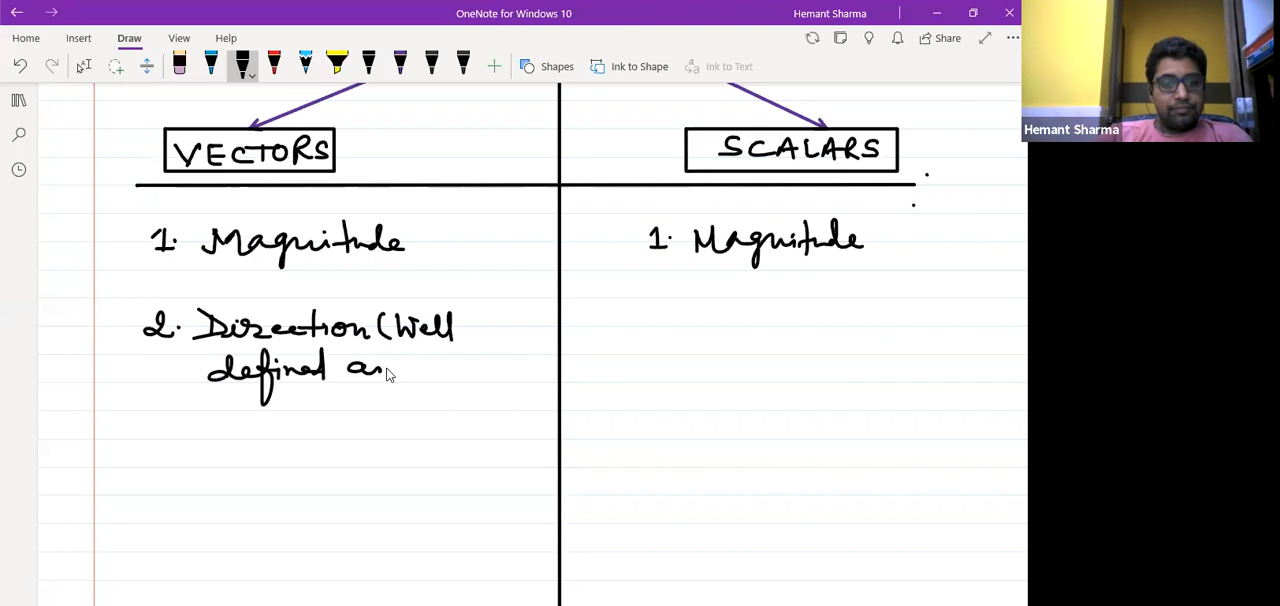 OneNote for Windows 10
Hemant Sharma
Home Insert Draw View Help
Share
Shapes Ink to Shape Ink to Text
Hemant Sharma
VECTORS
SCALARS
1. Magnitude
1. Magnitude
2. Direction (Well
defined an